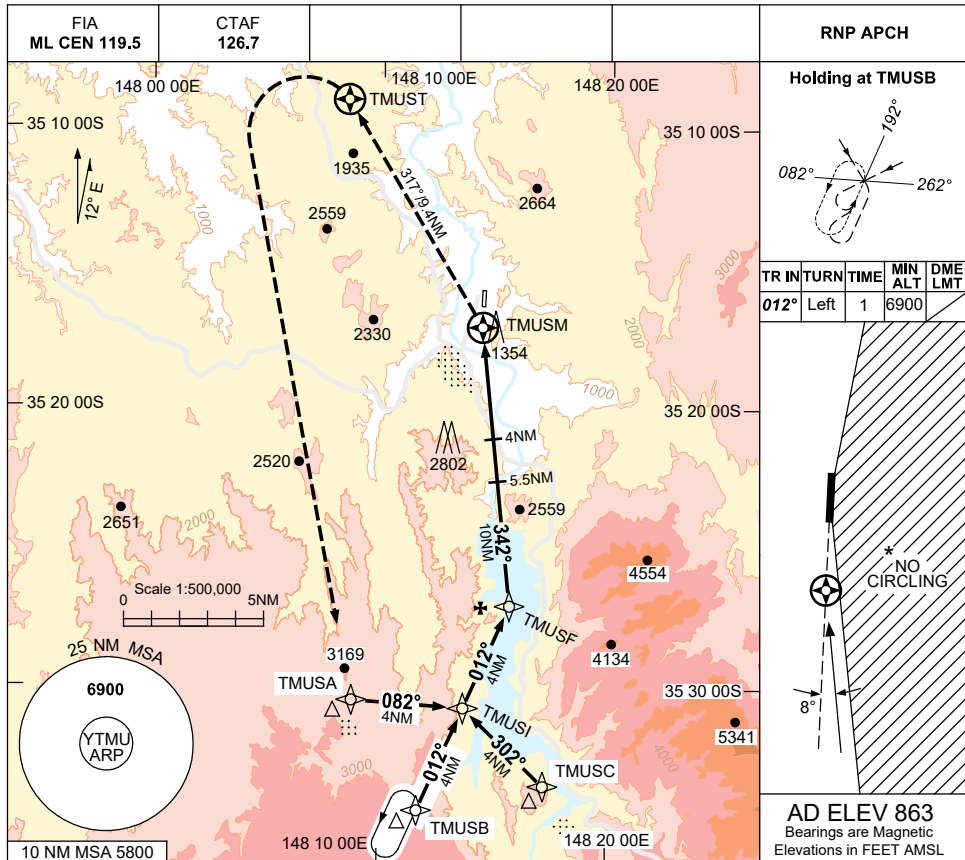 FIA
ML CEN 119.5
CTAF
126.7
RNP APCH
148 00 00E
148 10 00E
148 20 00E
TMUST
35 10 00S
35 10 00S
12° E
1935
1000
317°/9.4NM
2664
2559
3000
2330
TMUSM
1354
2000
1000
35 20 00S
35 20 00S
4NM
2802
5.5NM
2520
2559
2651
2000
342°
10NM
4554
Scale 1:500,000
0
5NM
TMUSF
25 NM MSA
6900
YTMU
ARP
3169
4134
TMUSA
012°
4NM
082°
4NM
TMUSI
35 30 00S
302°
4NM
5341
3000
012°
4NM
4000
TMUSC
TMUSB
148 10 00E
148 20 00E
10 NM MSA 5800
Holding at TMUSB
192°
082°
262°
TR IN TURN TIME MIN ALT DME LMT
012° Left 1 6900
* NO
CIRCLING
8°
AD ELEV 863
Bearings are Magnetic
Elevations in FEET AMSL